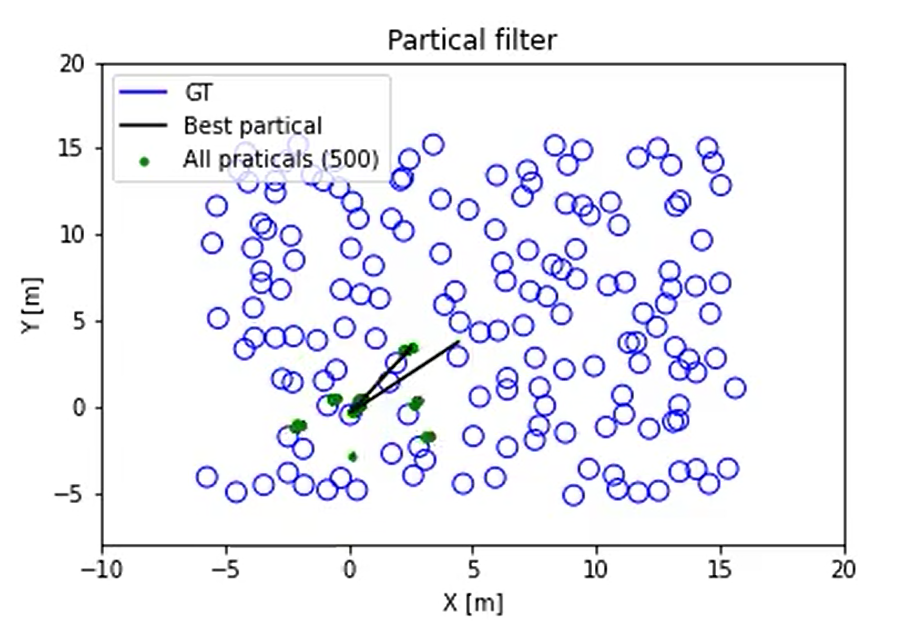 Partical filter
GT
Best partical
All praticals (500)
20
15
10
5
0
−5
Y [m]
−10 −5 0 5 10 15 20
X [m]